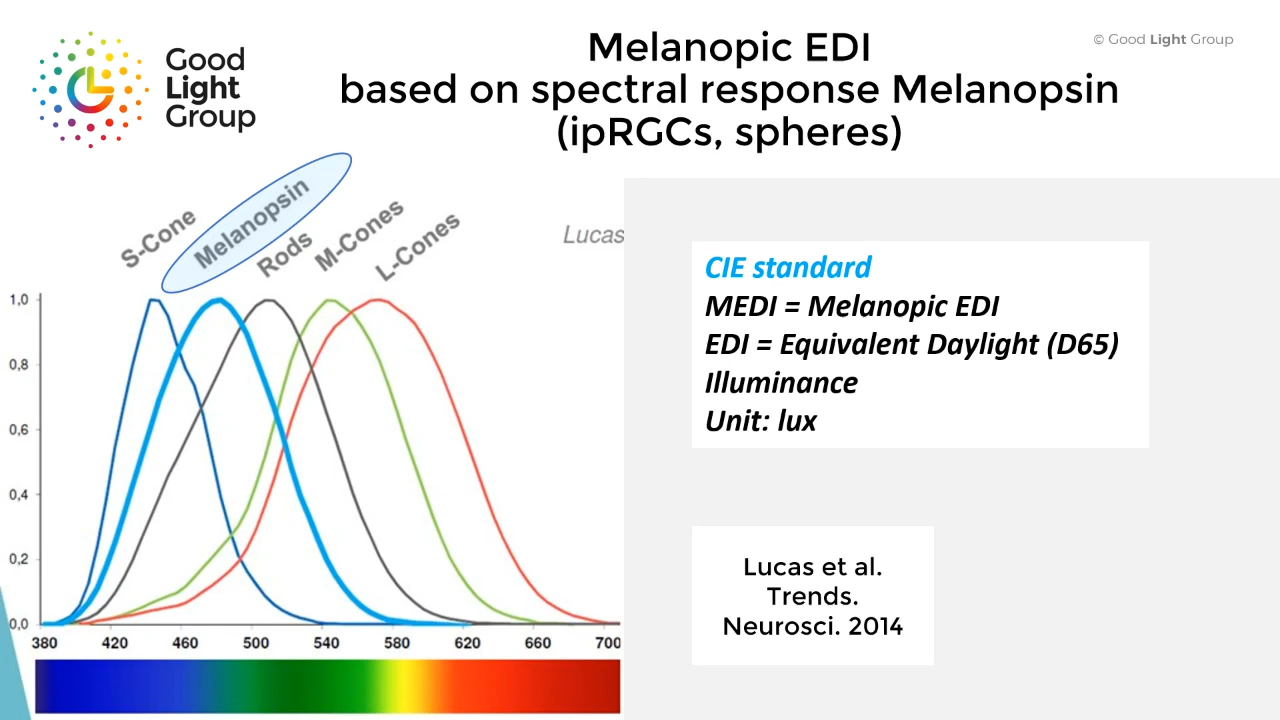 Good
Light
Group
Melanopic EDI
based on spectral response Melanopsin
(ipRGCs, spheres)
© Good Light Group
S-Cone
Melanopsin
Rods
M-Cones
L-Cones
Lucas
1,0
0,8
0,6
0,4
0,2
0,0
380 420 460 500 540 580 620 660 700
CIE standard
MEDI = Melanopic EDI
EDI = Equivalent Daylight (D65)
Illuminance
Unit: lux
Lucas et al.
Trends.
Neurosci. 2014